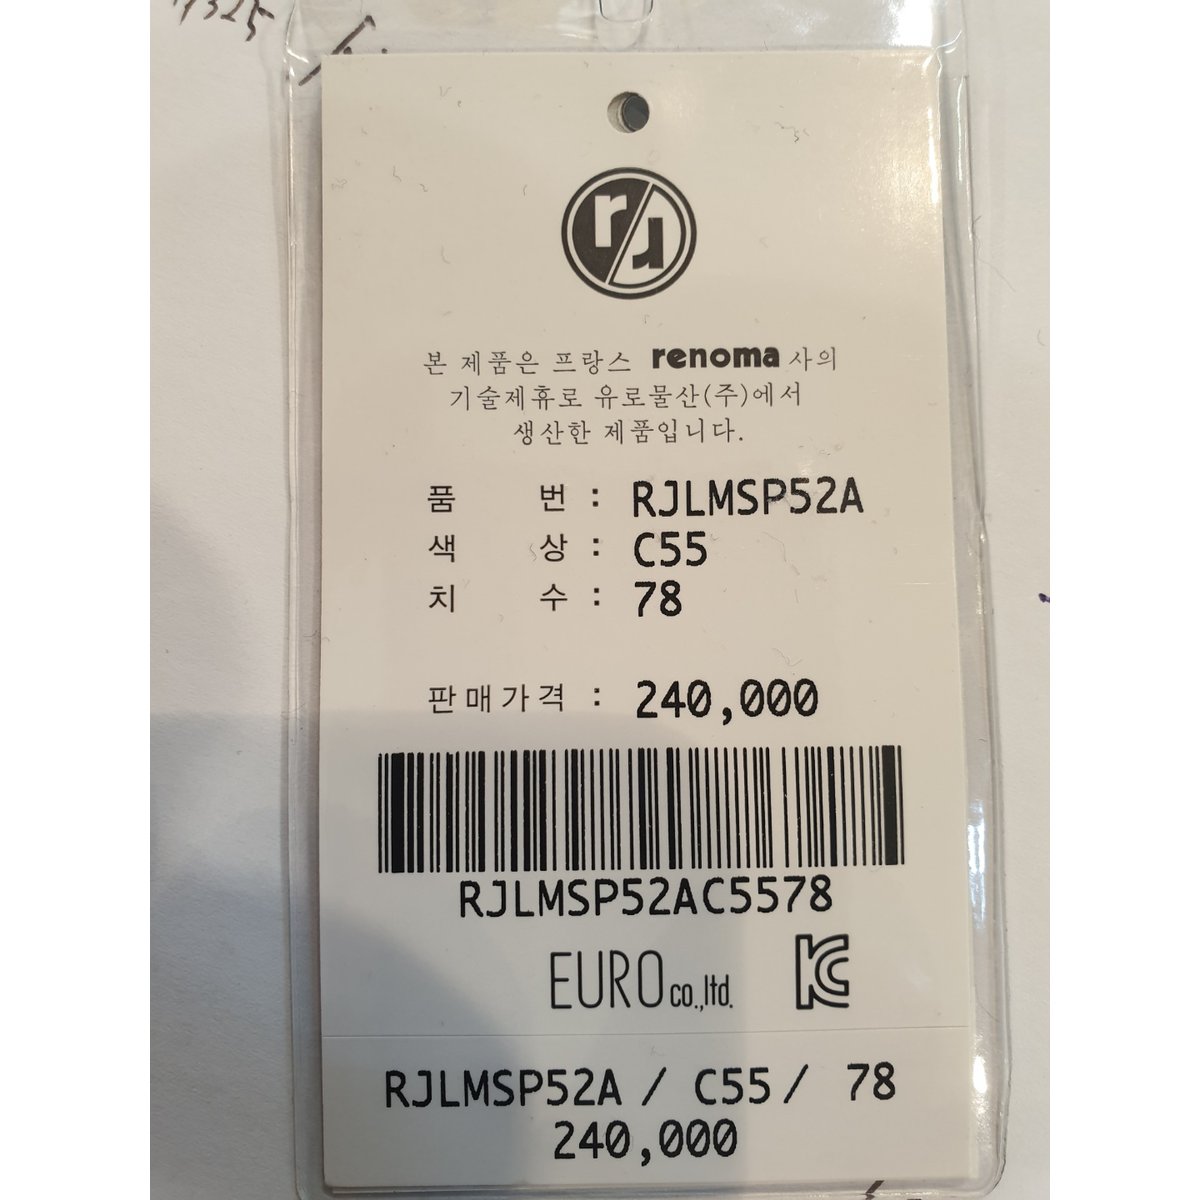 rJ
본 제품은 프랑스 renoma 사의
기술제휴로 유로물산(주)에서
생산한 제품입니다.
품 번 : RJLMSP52A
색 상 : C55
치 수 : 78
판매가격 : 240,000
RJLMSP52AC5578
EURO co.,ltd.
KC
RJLMSP52A / C55 / 78
240,000